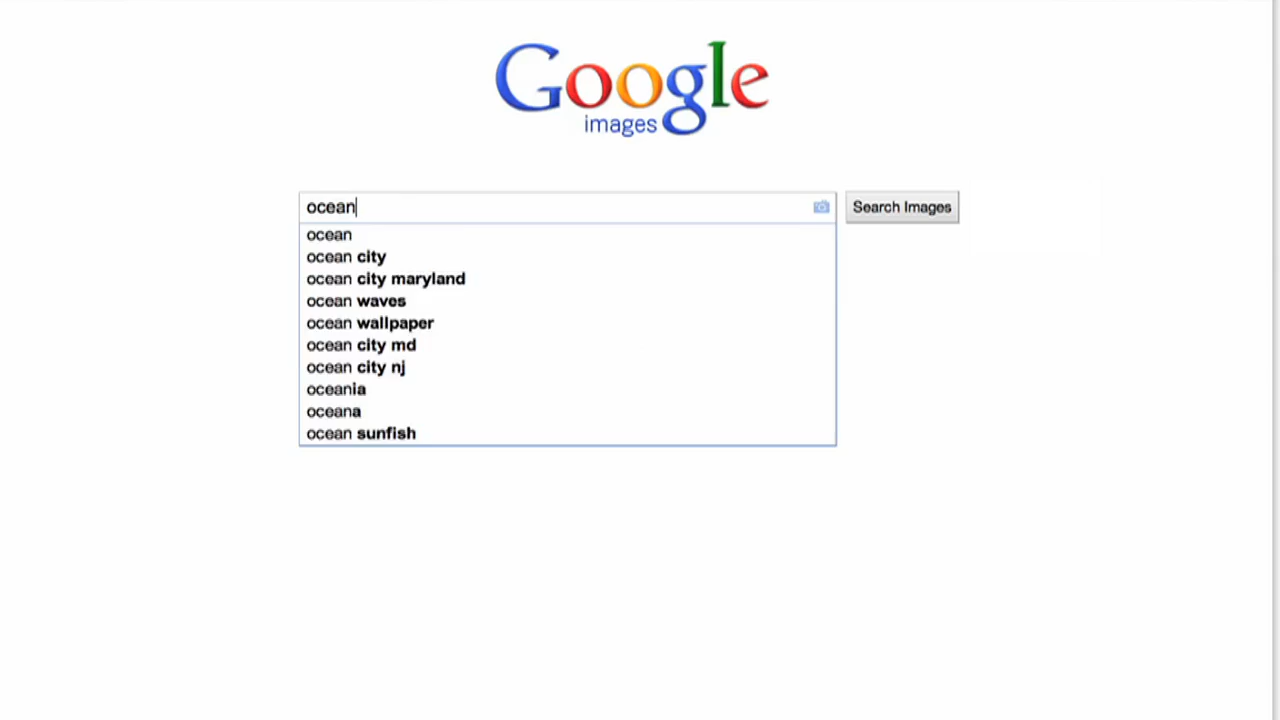 Google
images
ocean
Search Images
ocean
ocean city
ocean city maryland
ocean waves
ocean wallpaper
ocean city md
ocean city nj
oceania
oceana
ocean sunfish